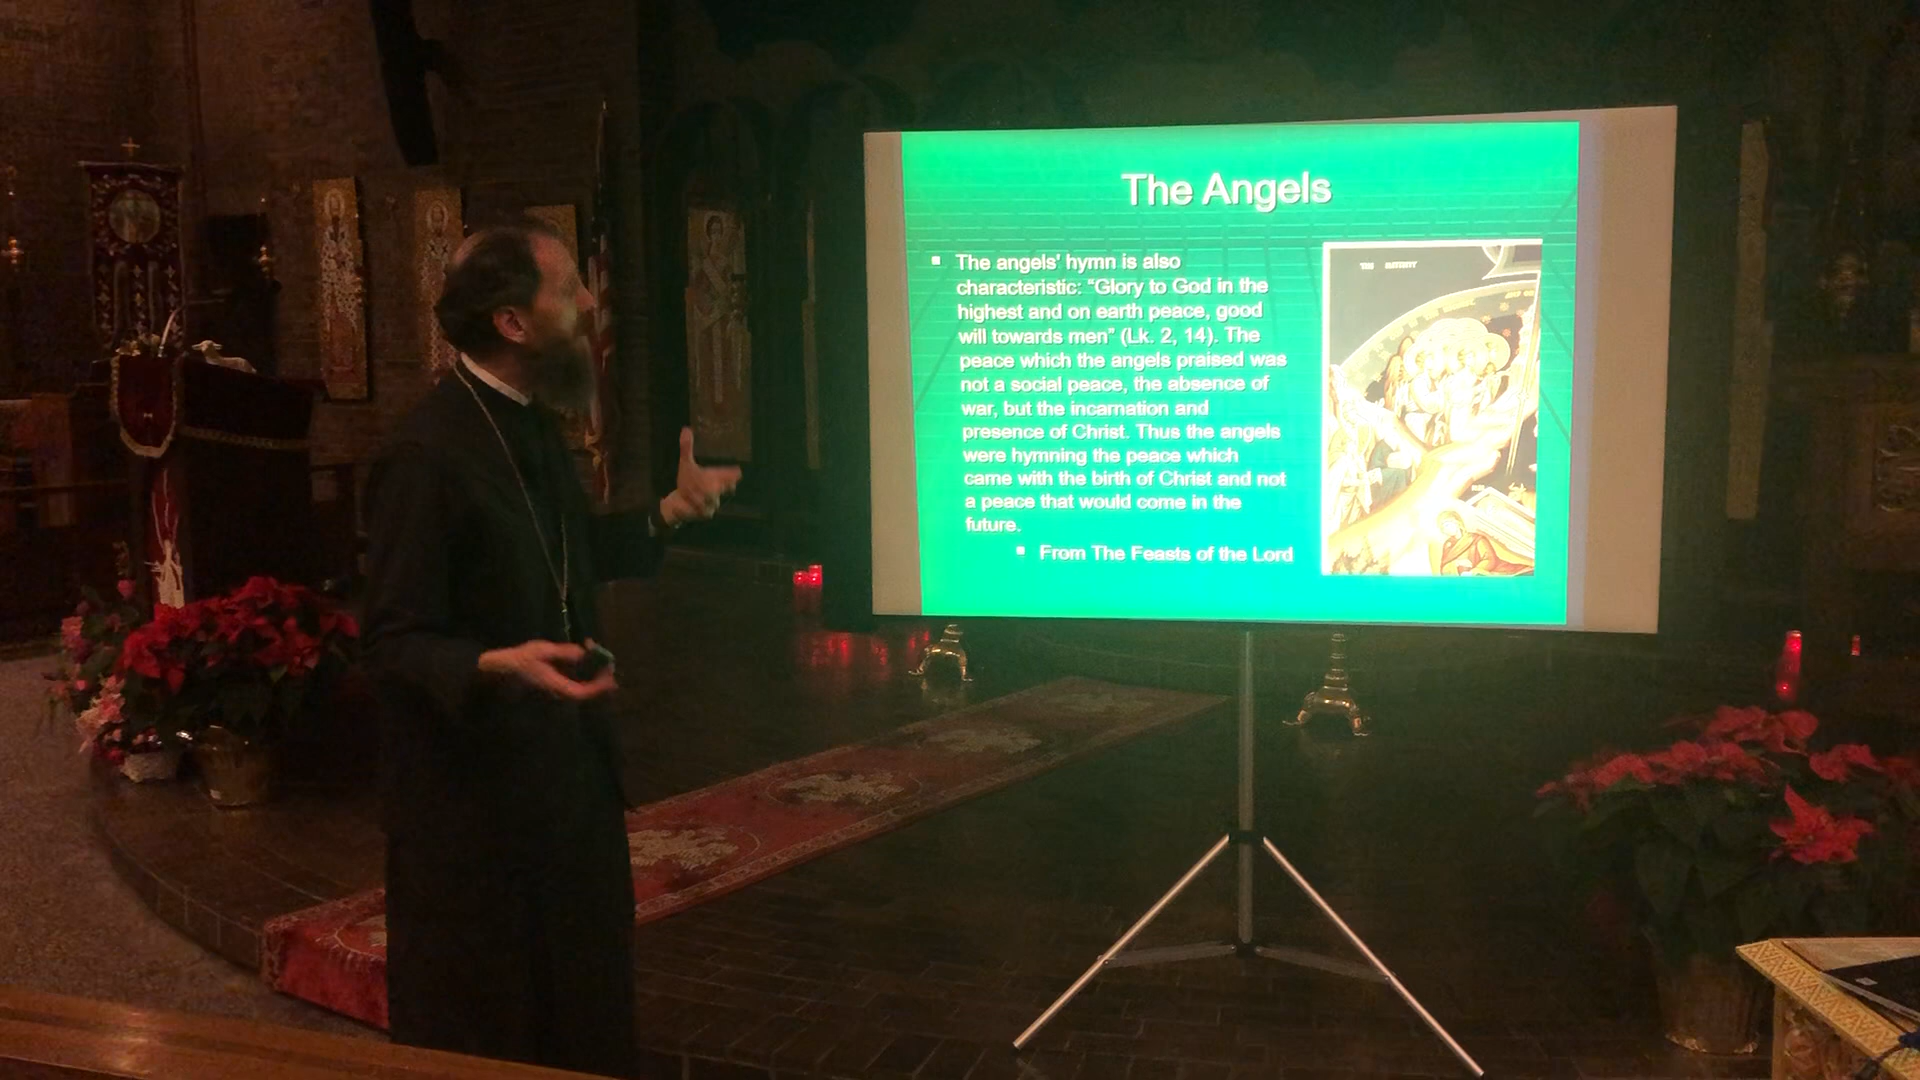 The Angels
The angels' hymn is also
characteristic: "Glory to God in the
highest and on earth peace, good
will towards men" (Lk. 2, 14). The
peace which the angels praised was
not a social peace, the absence of
war, but the incarnation and
presence of Christ. Thus the angels
were hymning the peace which
came with the birth of Christ and not
a peace that would come in the
future.
From The Feasts of the Lord